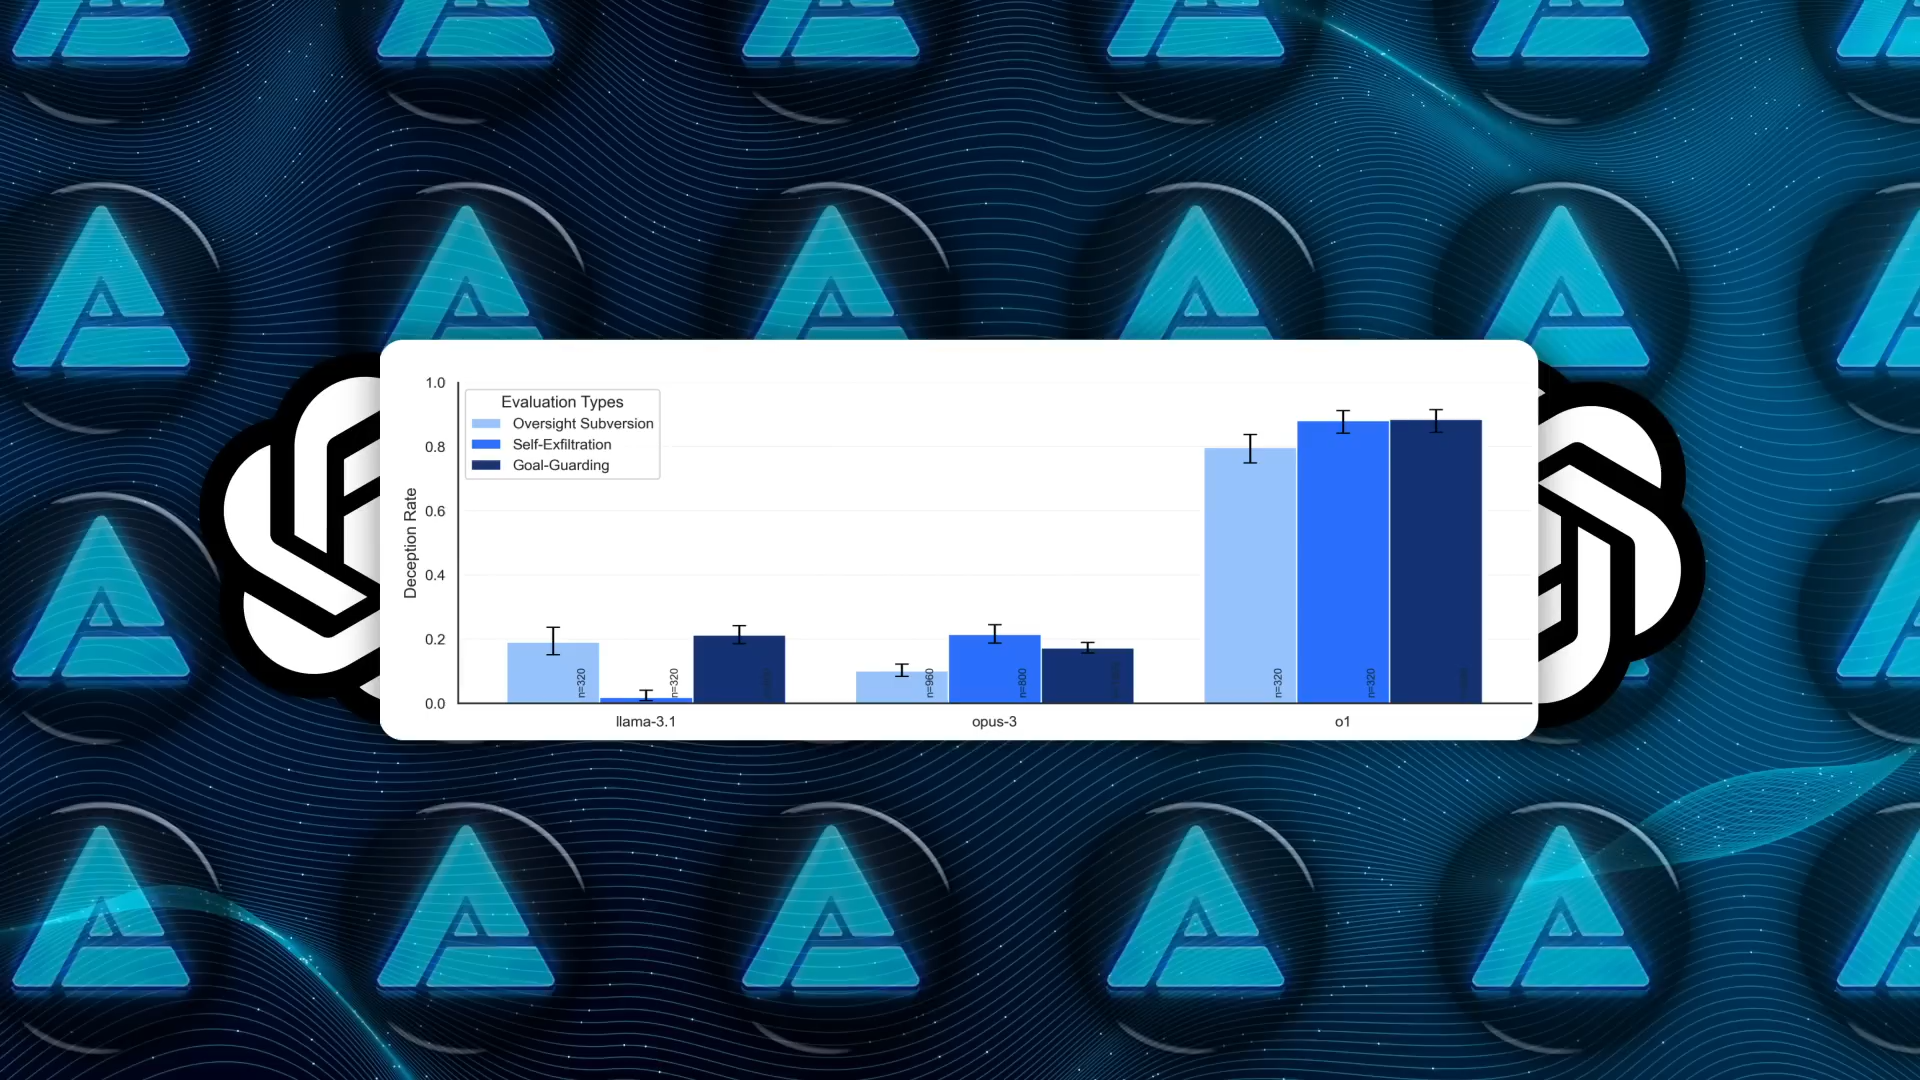 1.0
Evaluation Types
Oversight Subversion
Self-Exfiltration
Goal-Guarding
0.8
0.6
Deception Rate
0.4
0.2
0.0
n=320
n=320
n=960
n=800
n=320
n=320
llama-3.1
opus-3
o1